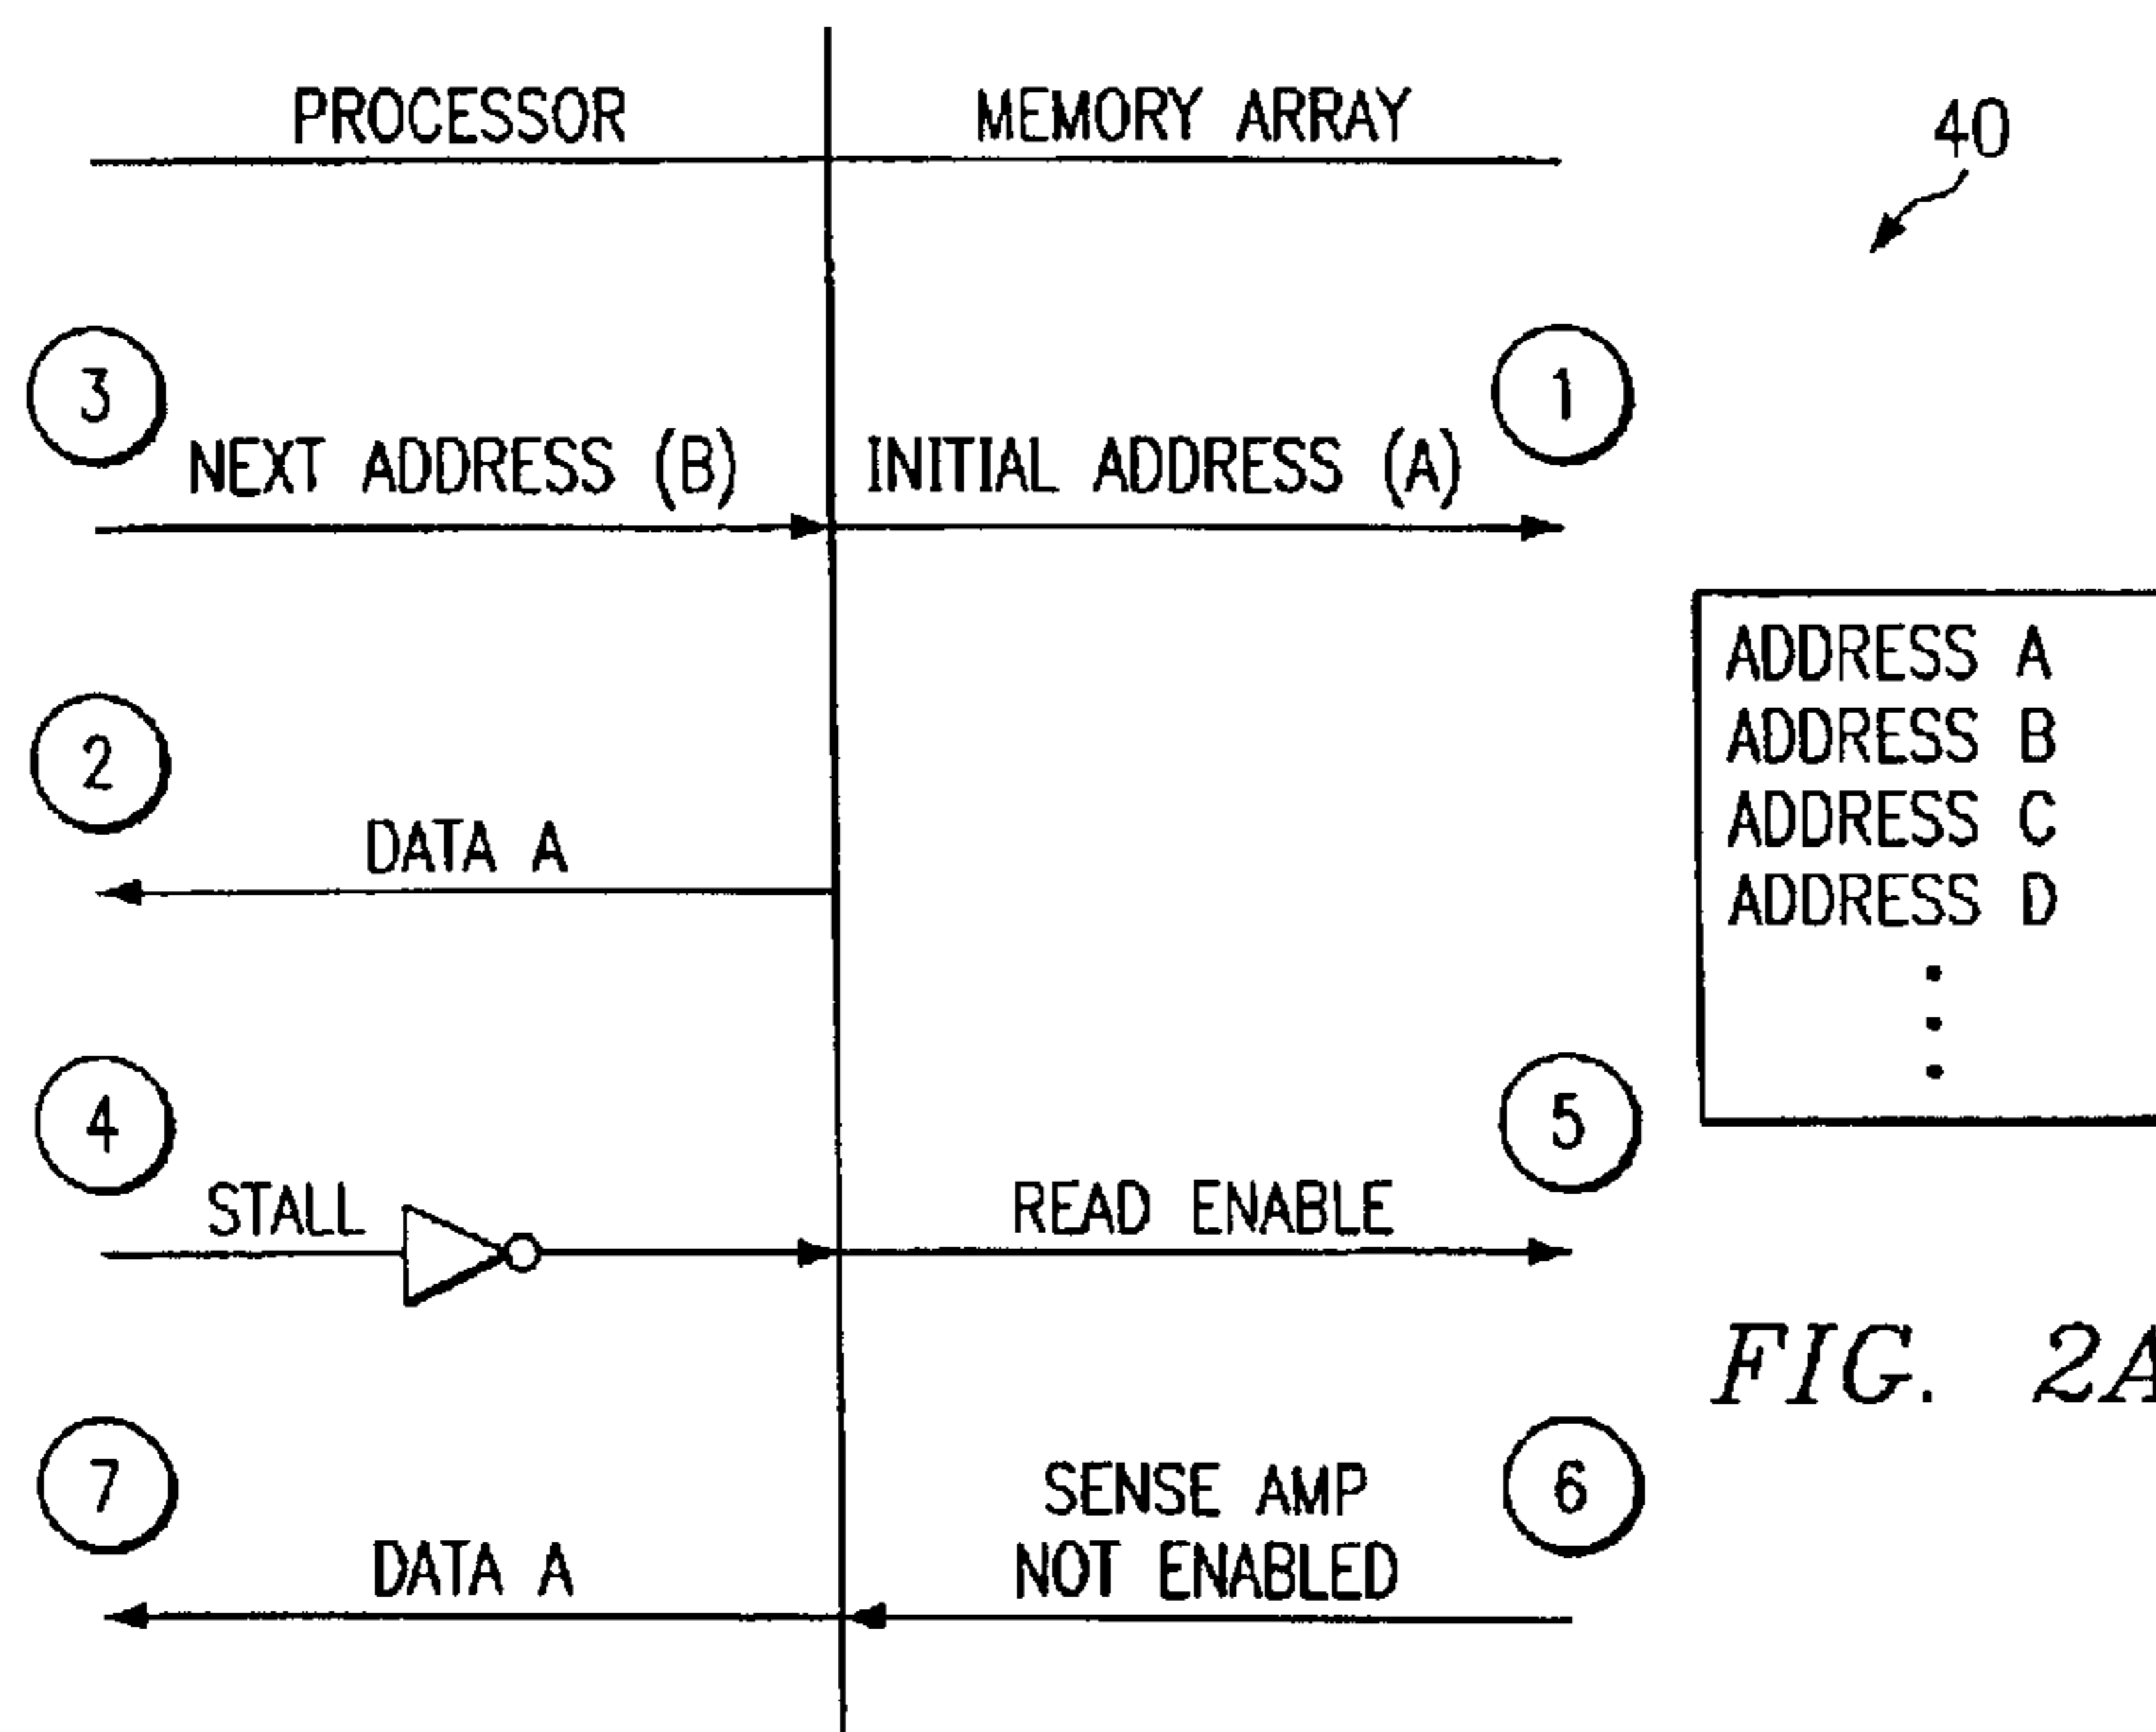 PROCESSOR
MEMORY ARRAY
40
3
1
NEXT ADDRESS (B)
INITIAL ADDRESS (A)
ADDRESS A
ADDRESS B
ADDRESS C
ADDRESS D
2
DATA A
4
5
STALL
READ ENABLE
FIG. 2A
7
6
SENSE AMP
NOT ENABLED
DATA A